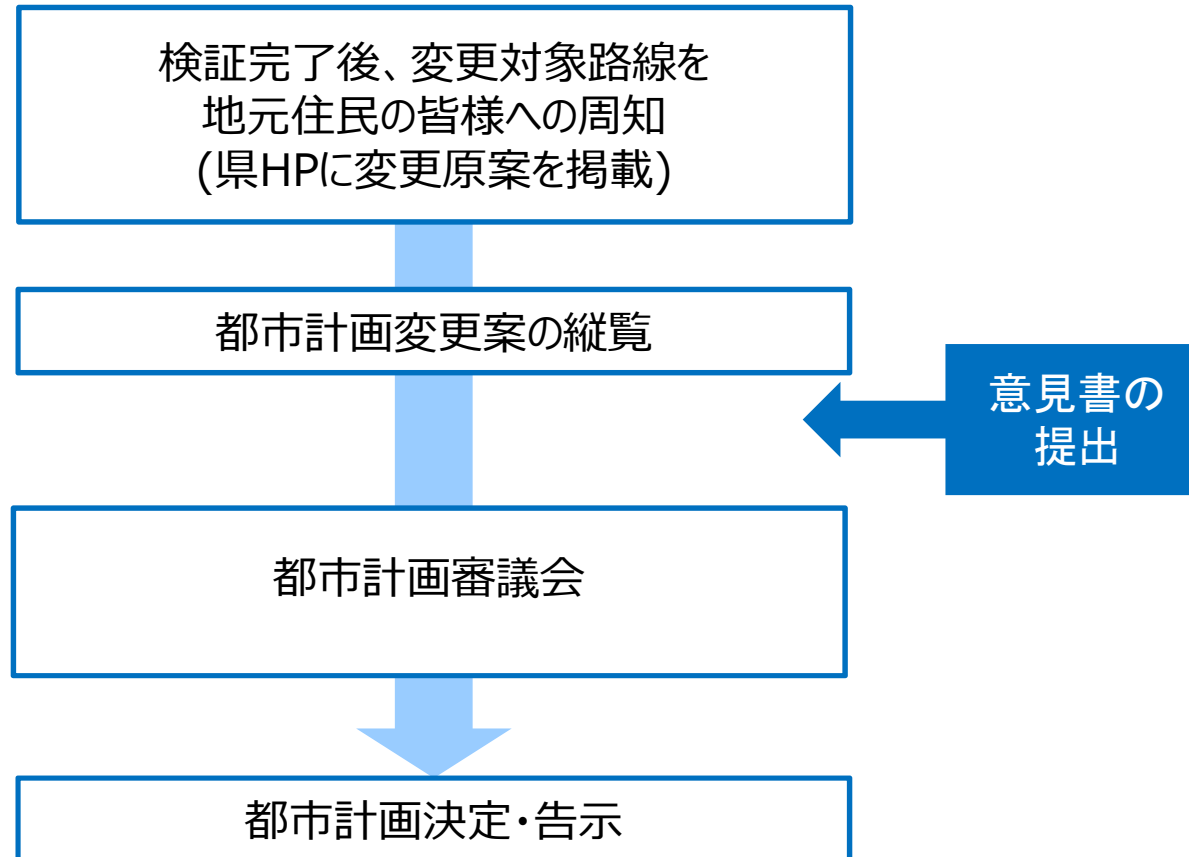 検証完了後、変更対象路線を
地元住民の皆様への周知
(県HPに変更原案を掲載)
都市計画変更案の縦覧
意見書の
提出
都市計画審議会
都市計画決定・告示